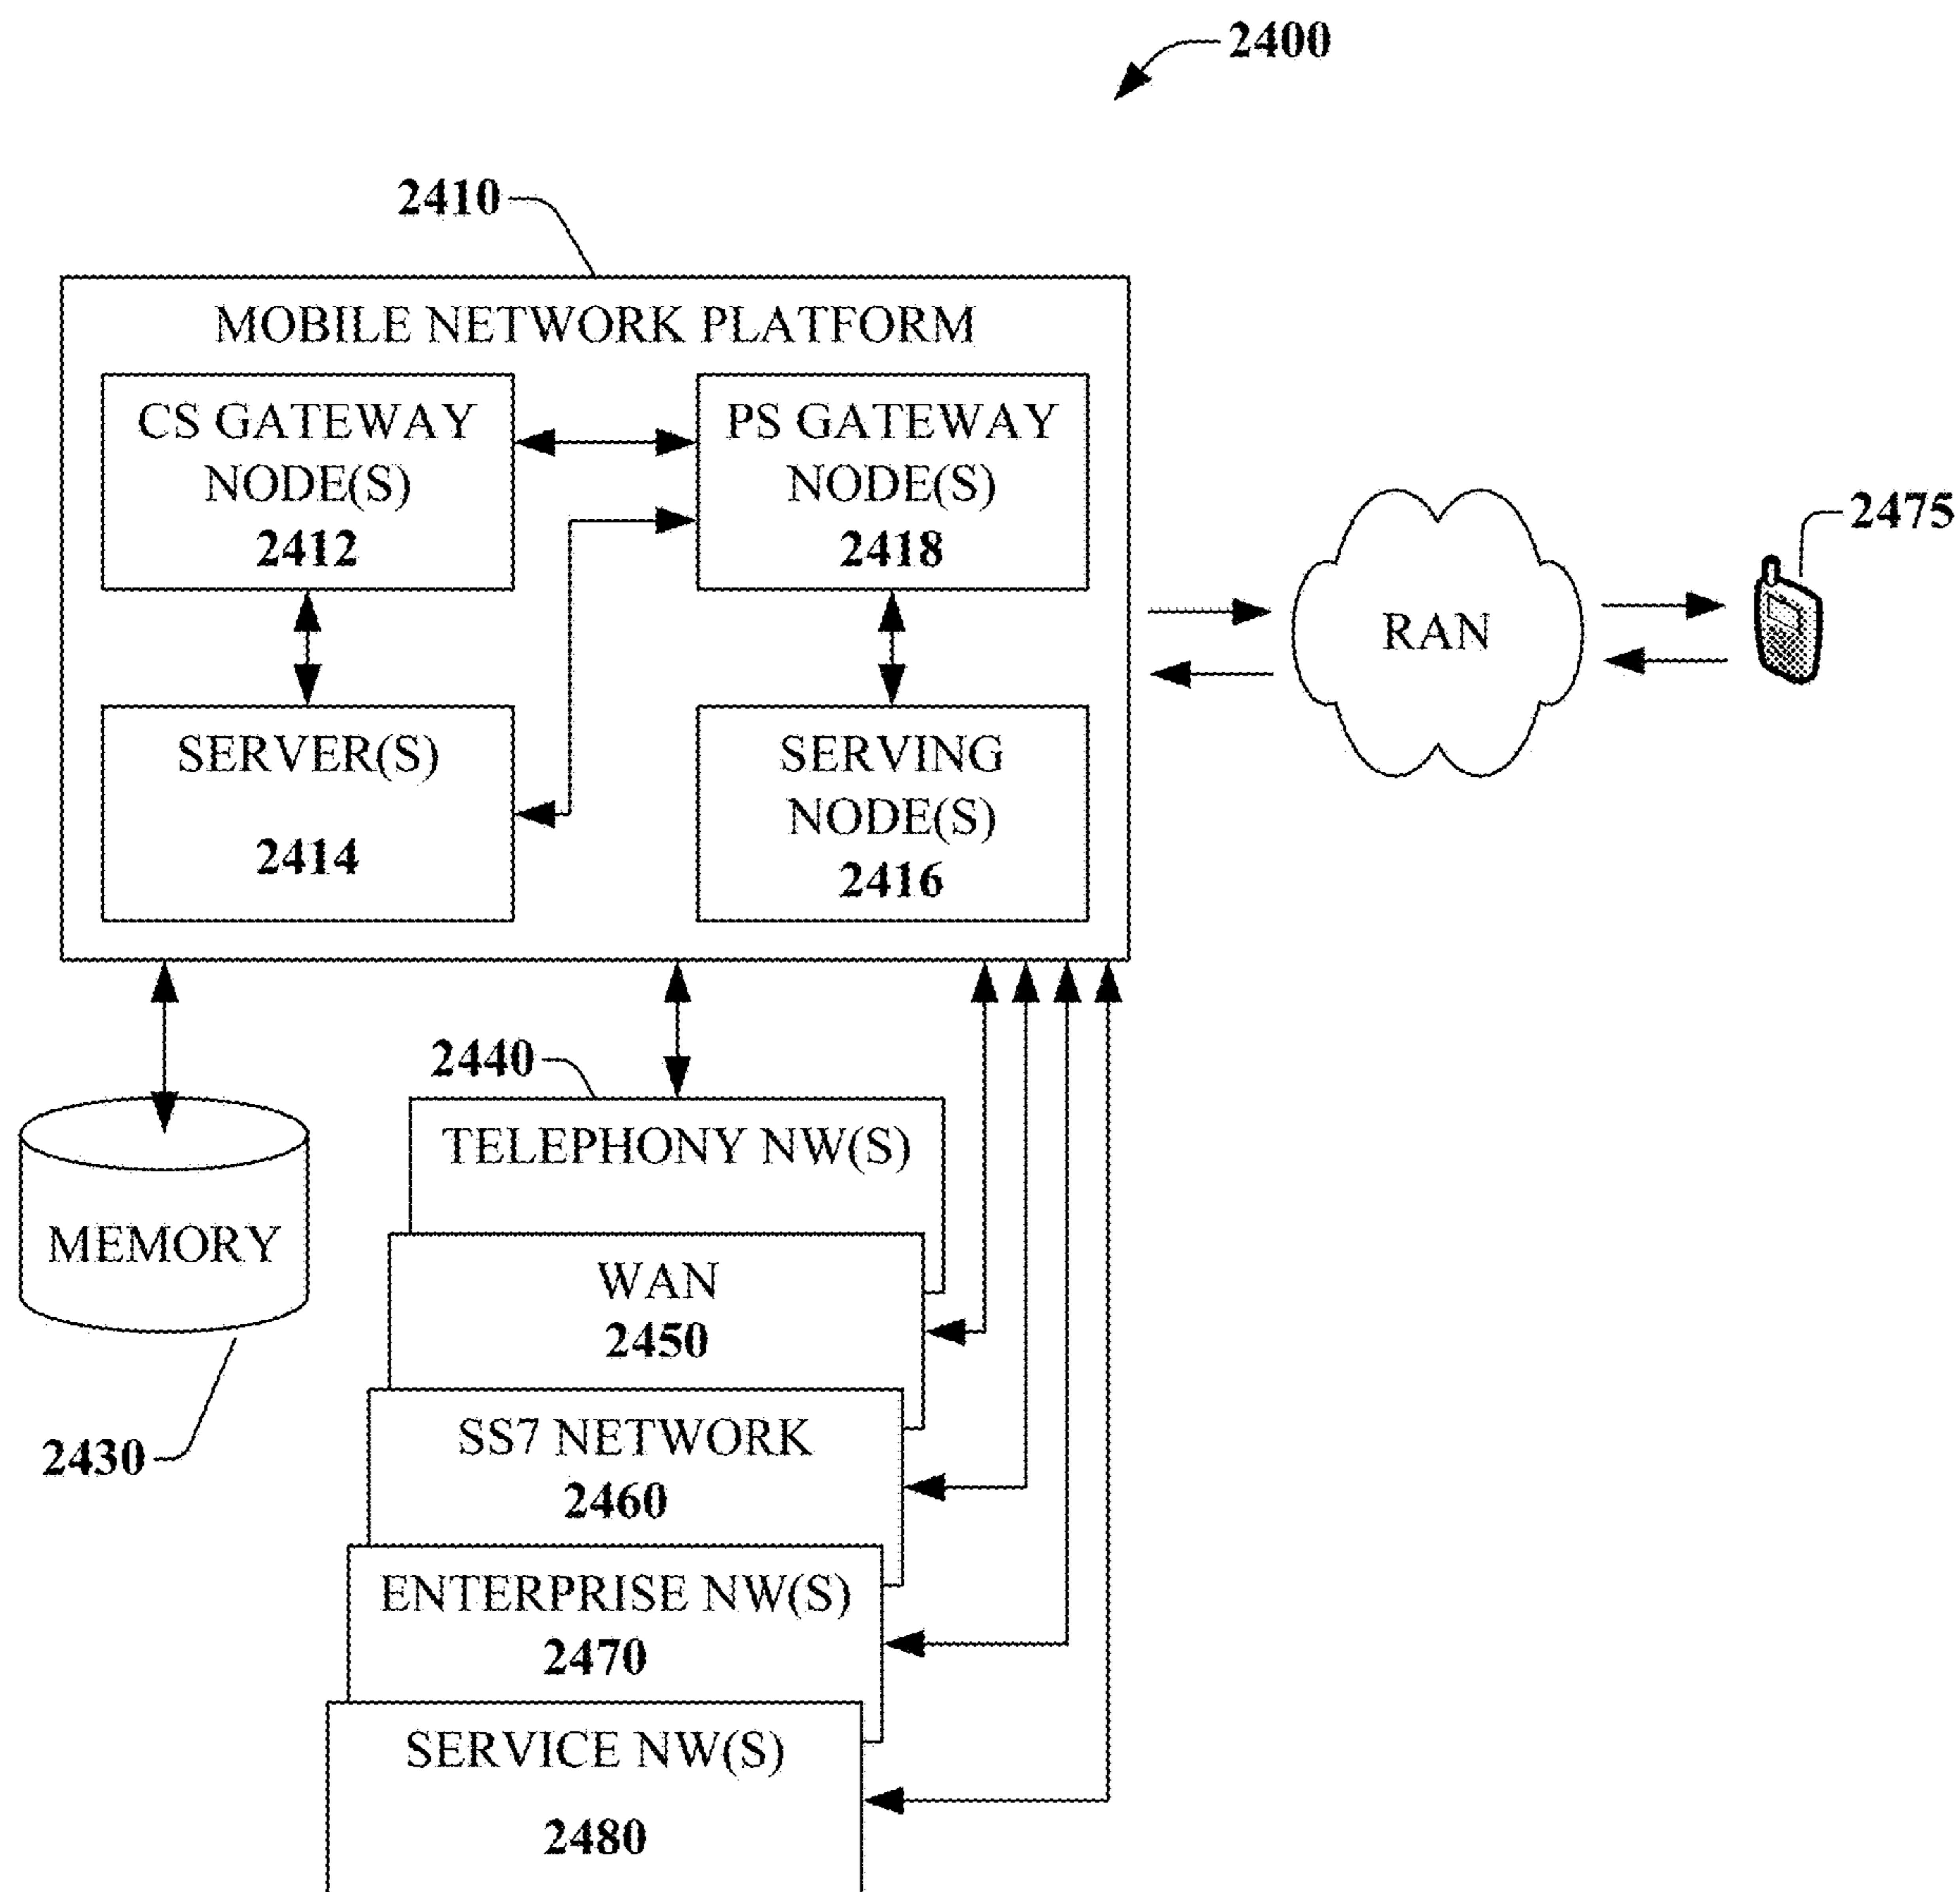 2400
2410
MOBILE NETWORK PLATFORM
CS GATEWAY
NODE(S)
2412
PS GATEWAY
NODE(S)
2418
SERVER(S)
2414
SERVING
NODE(S)
2416
RAN
2475
2440
TELEPHONY NW(S)
MEMORY
2430
WAN
2450
SS7 NETWORK
2460
ENTERPRISE NW(S)
2470
SERVICE NW(S)
2480